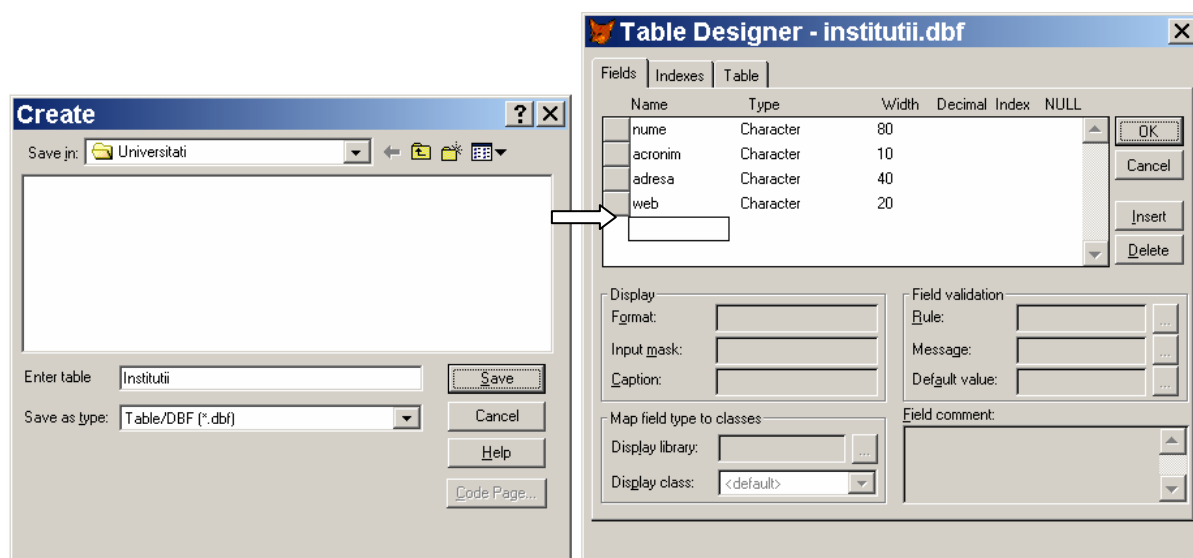 Create
Save in: Universitati
Enter table Institutii Save
Save as type: Table/DBF (*.dbf) Cancel
Help
Code Page...
Table Designer - institutii.dbf
Fields Indexes Table
Name Type Width Decimal Index NULL
nume Character 80 OK
acronim Character 10 Cancel
adresa Character 40
web Character 20 Insert
Delete
Display
Format:
Input mask:
Caption:
Field validation
Rule: ...
Message: ...
Default value: ...
Map field type to classes
Display library: ...
Display class: <default>
Field comment: